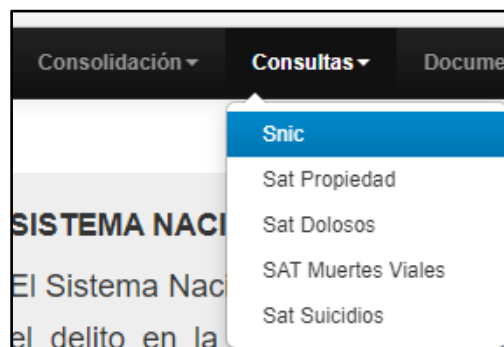 Consolidación Consultas Docume
Snic
Sat Propiedad
Sat Dolosos
SAT Muertes Viales
Sat Suicidios
SISTEMA NACI
El Sistema Naci
el delito en la